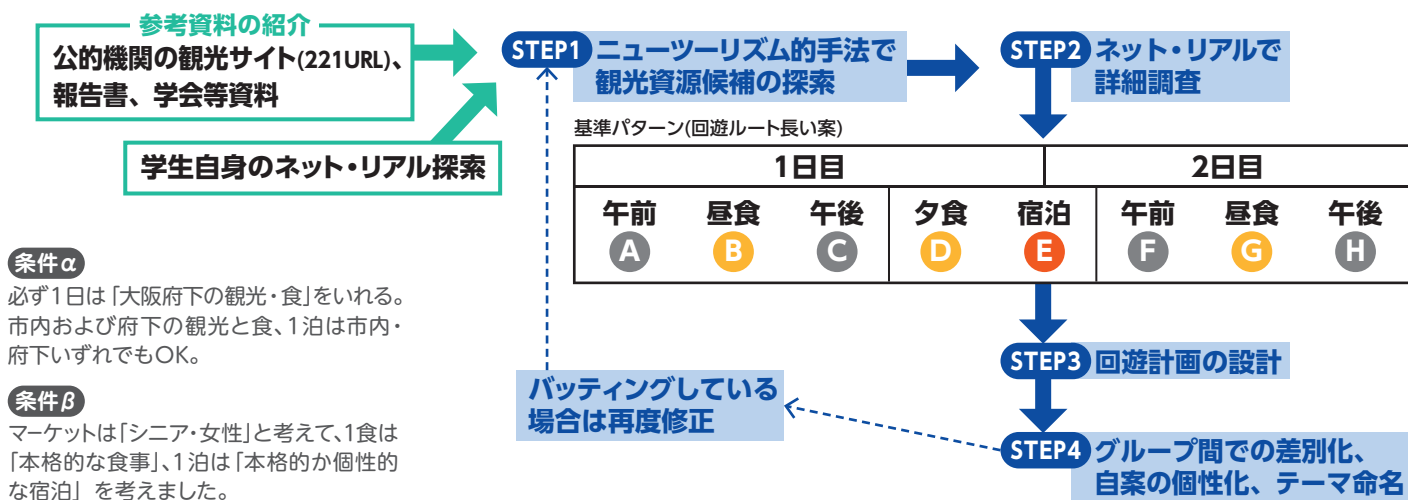 参考資料の紹介
公的機関の観光サイト(221URL)、
報告書、学会等資料
学生自身のネット・リアル探索
STEP1 ニューツーリズム的手法で
観光資源候補の探索
STEP2 ネット・リアルで
詳細調査
基準パターン(回遊ルート長い案)
1日目 2日目
午前 昼食 午後 夕食 宿泊 午前 昼食 午後
A B C D E F G H
条件α
必ず1日は「大阪府下の観光・食」をいれる。
市内および府下の観光と食、1泊は市内・
府下いずれでもOK。
条件β
マーケットは「シニア・女性」と考えて、1食は
「本格的な食事」、1泊は「本格的か個性的
な宿泊」を考えました。
STEP3 回遊計画の設計
バッティングしている
場合は再度修正
STEP4 グループ間での差別化、
自案の個性化、テーマ命名